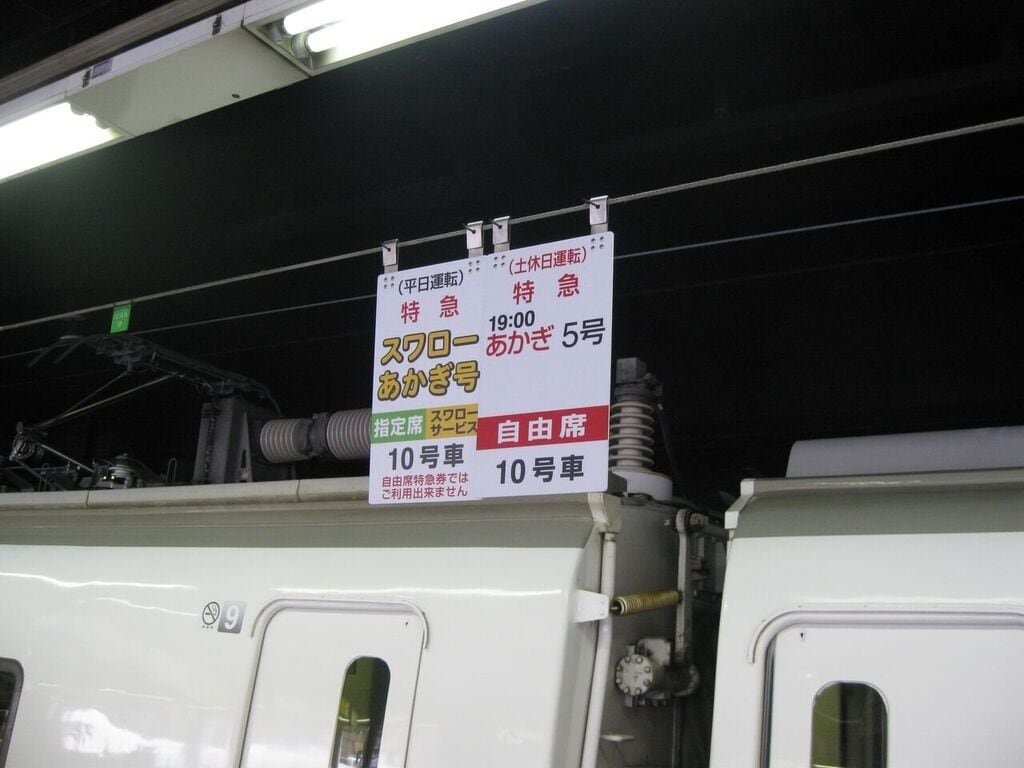 (平日運転)
特急
スワロー
あかぎ号
指定席
スワロー
サービス
10号車
自由席特急券では
ご利用出来ません
(土休日運転)
特急
19:00
あかぎ 5号
自由席
10号車
9